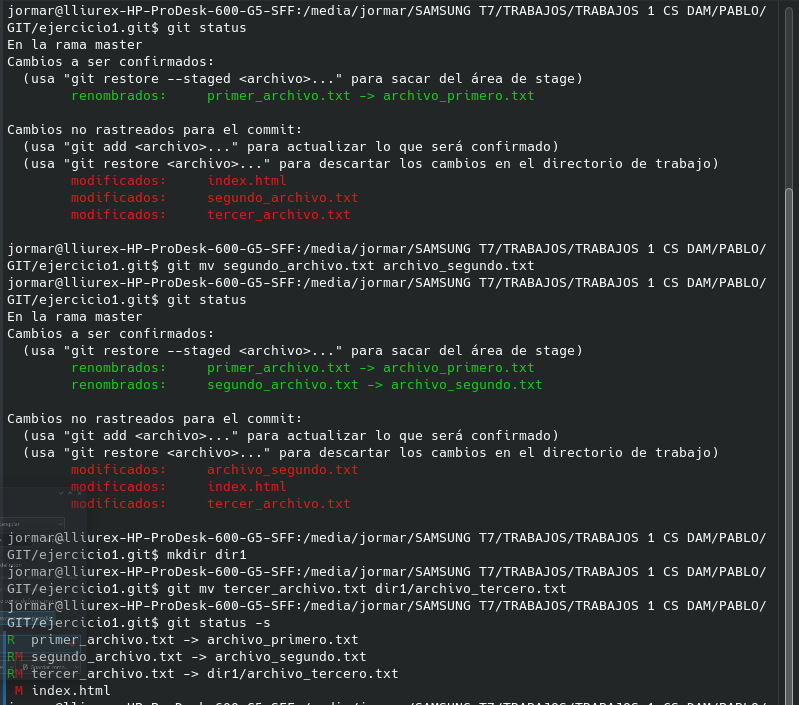 jormar@lliurex-HP-ProDesk-600-G5-SFF:/media/jormar/SAMSUNG T7/TRABAJOS/TRABAJOS 1 CS DAM/PABLO/
GIT/ejercicio1.git$ git status
En la rama master
Cambios a ser confirmados:
  (usa "git restore --staged <archivo>..." para sacar del área de stage)
        renombrados:     primer_archivo.txt -> archivo_primero.txt

Cambios no rastreados para el commit:
  (usa "git add <archivo>..." para actualizar lo que será confirmado)
  (usa "git restore <archivo>..." para descartar los cambios en el directorio de trabajo)
        modificados:     index.html
        modificados:     segundo_archivo.txt
        modificados:     tercer_archivo.txt

jormar@lliurex-HP-ProDesk-600-G5-SFF:/media/jormar/SAMSUNG T7/TRABAJOS/TRABAJOS 1 CS DAM/PABLO/
GIT/ejercicio1.git$ git mv segundo_archivo.txt archivo_segundo.txt
jormar@lliurex-HP-ProDesk-600-G5-SFF:/media/jormar/SAMSUNG T7/TRABAJOS/TRABAJOS 1 CS DAM/PABLO/
GIT/ejercicio1.git$ git status
En la rama master
Cambios a ser confirmados:
  (usa "git restore --staged <archivo>..." para sacar del área de stage)
        renombrados:     primer_archivo.txt -> archivo_primero.txt
        renombrados:     segundo_archivo.txt -> archivo_segundo.txt

Cambios no rastreados para el commit:
  (usa "git add <archivo>..." para actualizar lo que será confirmado)
  (usa "git restore <archivo>..." para descartar los cambios en el directorio de trabajo)
        modificados:     archivo_segundo.txt
        modificados:     index.html
        modificados:     tercer_archivo.txt

jormar@lliurex-HP-ProDesk-600-G5-SFF:/media/jormar/SAMSUNG T7/TRABAJOS/TRABAJOS 1 CS DAM/PABLO/
GIT/ejercicio1.git$ mkdir dir1
jormar@lliurex-HP-ProDesk-600-G5-SFF:/media/jormar/SAMSUNG T7/TRABAJOS/TRABAJOS 1 CS DAM/PABLO/
GIT/ejercicio1.git$ git mv tercer_archivo.txt dir1/archivo_tercero.txt
jormar@lliurex-HP-ProDesk-600-G5-SFF:/media/jormar/SAMSUNG T7/TRABAJOS/TRABAJOS 1 CS DAM/PABLO/
GIT/ejercicio1.git$ git status -s
R  primer_archivo.txt -> archivo_primero.txt
RM segundo_archivo.txt -> archivo_segundo.txt
RM tercer_archivo.txt -> dir1/archivo_tercero.txt
 M index.html